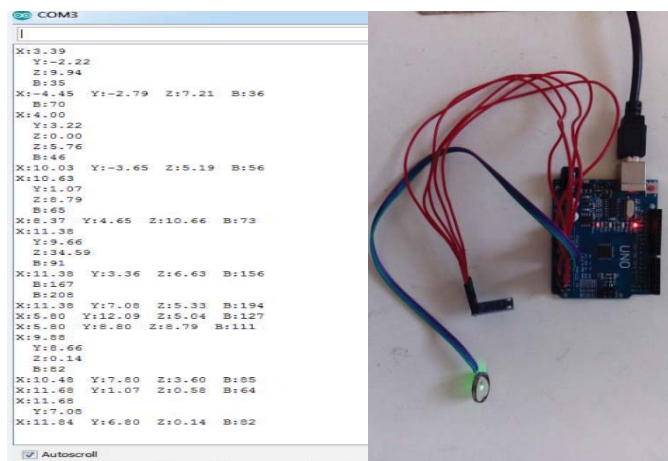 COM3
X:3.39
Y:-2.22
Z:9.94
B:35
X:-4.45 Y:-2.79 Z:7.21 B:36
B:70
X:4.00
Y:3.22
Z:0.00
Z:5.76
B:46
X:10.03 Y:-3.65 Z:5.19 B:56
X:10.63
Y:1.07
Z:8.79
B:65
X:8.37 Y:4.65 Z:10.66 B:73
X:11.38
Y:9.66
Z:34.59
B:91
X:11.38 Y:3.36 Z:6.63 B:156
B:167
B:208
X:11.38 Y:7.08 Z:5.33 B:194
X:5.80 Y:12.09 Z:5.04 B:127
X:5.80 Y:8.80 Z:8.79 B:111
X:9.88
Y:8.66
Z:0.14
B:82
X:10.48 Y:7.80 Z:3.60 B:85
X:11.68 Y:1.07 Z:0.58 B:64
X:11.68
Y:7.08
X:11.84 Y:6.80 Z:0.14 B:82
Autoscroll
UNO